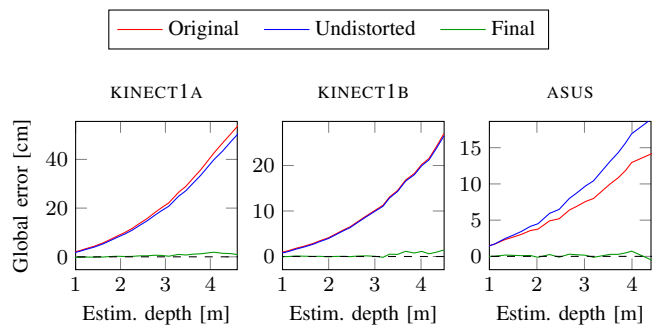 Original Undistorted Final
KINECT1A KINECT1B ASUS
Global error [cm]
40
20
0
1 2 3 4
Estim. depth [m]
20
10
0
1 2 3 4
Estim. depth [m]
15
10
5
0
1 2 3 4
Estim. depth [m]